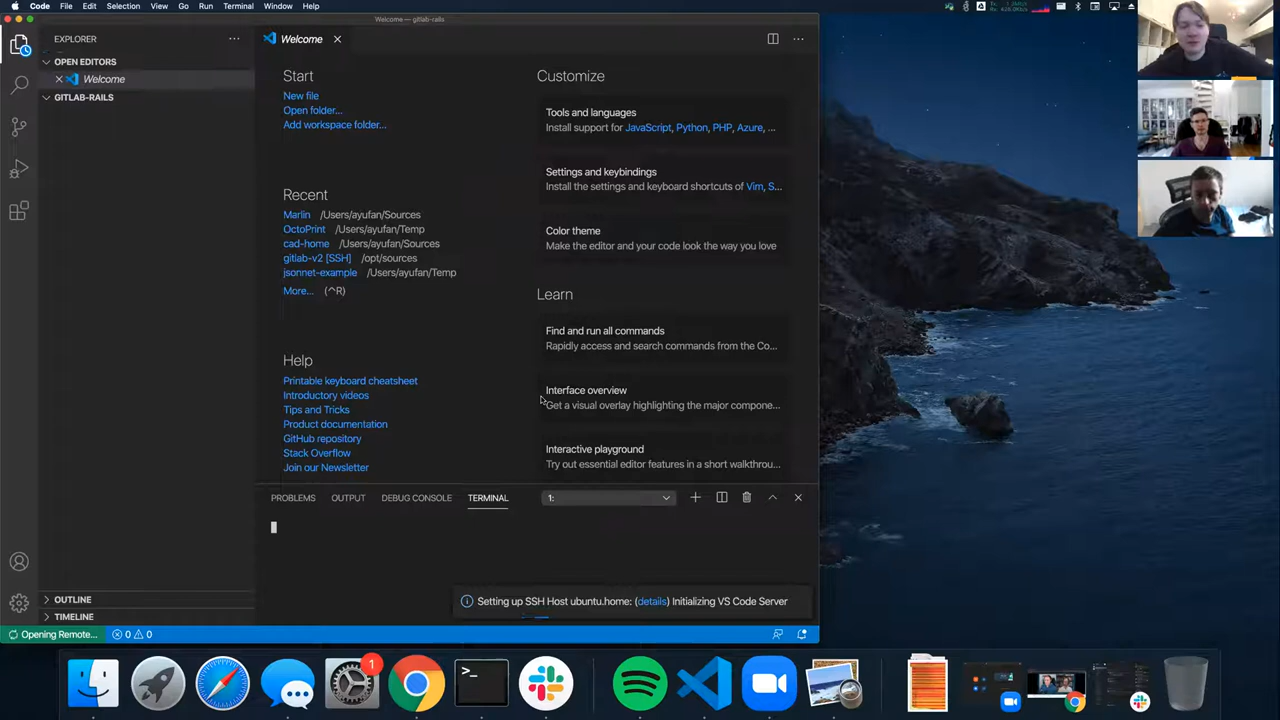 Code File Edit Selection View Go Run Terminal Window Help
Welcome — gitlab-rails
EXPLORER
OPEN EDITORS
Welcome
GITLAB-RAILS
OUTLINE
TIMELINE
Welcome
Start
New file
Open folder...
Add workspace folder...
Recent
Marlin /Users/ayufan/Sources
OctoPrint /Users/ayufan/Temp
cad-home /Users/ayufan/Sources
gitlab-v2 [SSH] /opt/sources
jsonnet-example /Users/ayufan/Temp
More... (^R)
Help
Printable keyboard cheatsheet
Introductory videos
Tips and Tricks
Product documentation
GitHub repository
Stack Overflow
Join our Newsletter
Customize
Tools and languages
Install support for JavaScript, Python, PHP, Azure, ...
Settings and keybindings
Install the settings and keyboard shortcuts of Vim, S...
Color theme
Make the editor and your code look the way you love
Learn
Find and run all commands
Rapidly access and search commands from the Co...
Interface overview
Get a visual overlay highlighting the major compone...
Interactive playground
Try out essential editor features in a short walkthrou...
PROBLEMS OUTPUT DEBUG CONSOLE TERMINAL 1:
Setting up SSH Host ubuntu.home: (details) Initializing VS Code Server
Opening Remote... 0 0
1